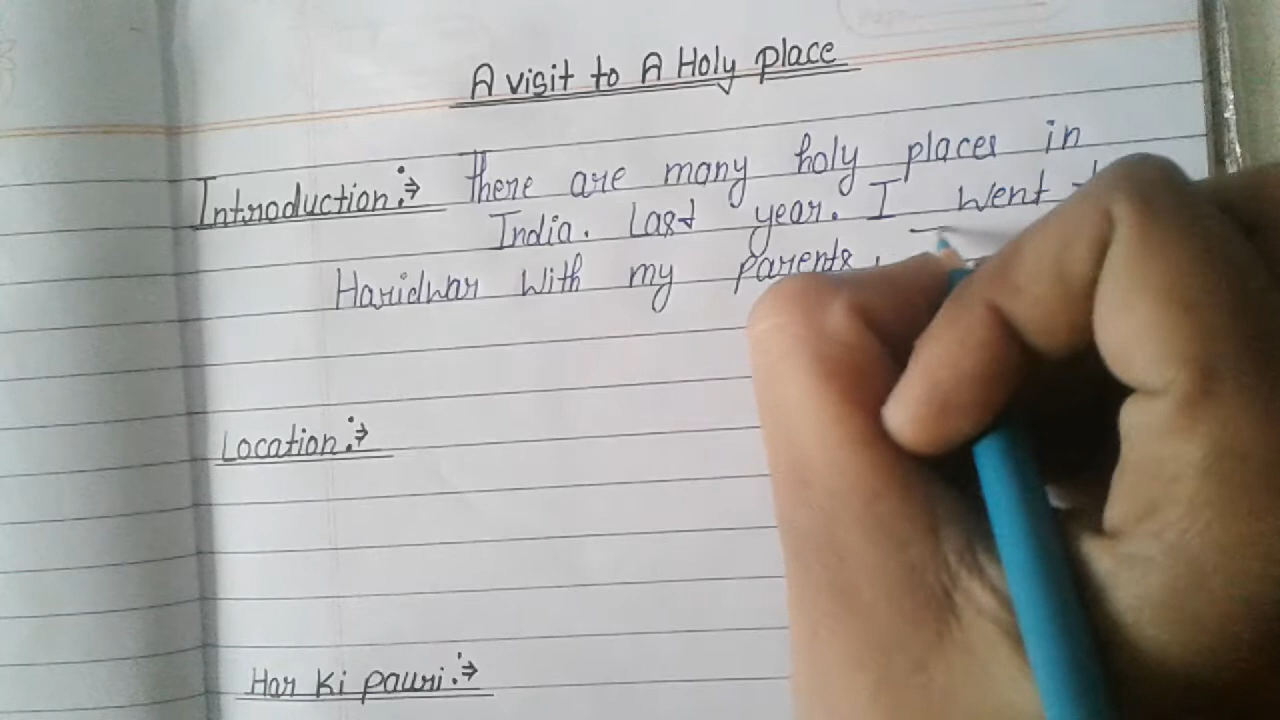 A visit to A Holy place
Introduction :→ There are many holy places in
India. Last year. I went
Haridwar With my parents.
Location :→
Har Ki pauri :→